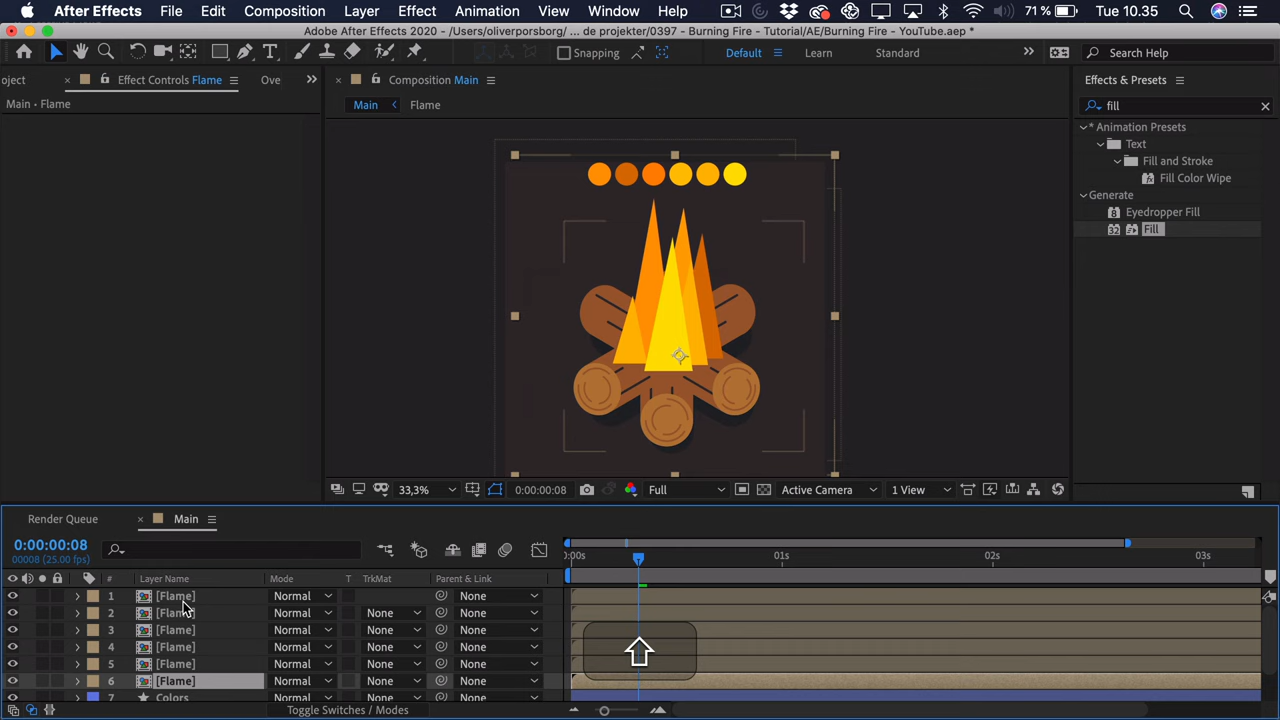 After Effects File Edit Composition Layer Effect Animation View Window Help 71 % Tue 10.35
Adobe After Effects 2020 - /Users/oliverporsborg/ ... de projekter/0397 - Burning Fire - Tutorial/AE/Burning Fire - YouTube.aep *
Snapping Default Learn Standard Search Help
oject Effect Controls Flame Ove Composition Main Effects & Presets
Main • Flame Main Flame fill
* Animation Presets
Text
Fill and Stroke
Fill Color Wipe
Generate
Eyedropper Fill
32 Fill
33,3% 0:00:00:08 Full Active Camera 1 View
Render Queue Main
0:00:00:08
00008 (25.00 fps)
0:00s 01s 02s 03s
# Layer Name Mode T TrkMat Parent & Link
1 [Flame] Normal None
2 [Flame] Normal None None
3 [Flame] Normal None None
4 [Flame] Normal None None
5 [Flame] Normal None None
6 [Flame] Normal None None
7 Colors Normal None None
Toggle Switches / Modes